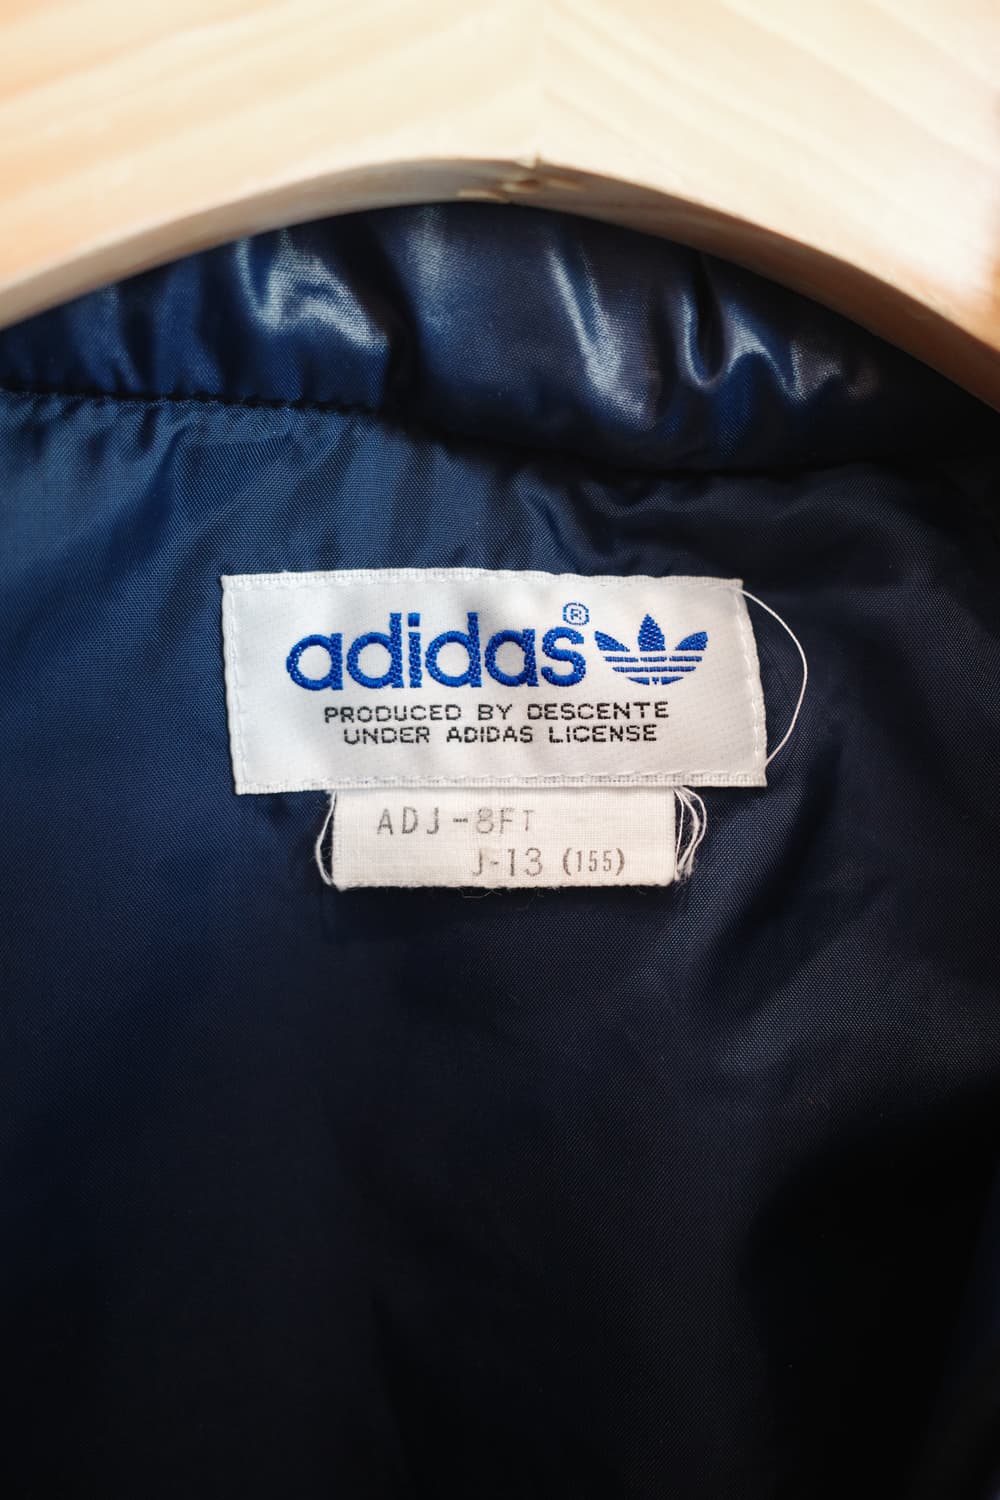 adidas®
PRODUCED BY DESCENTE
UNDER ADIDAS LICENSE
ADJ-8FT
J-13 (155)